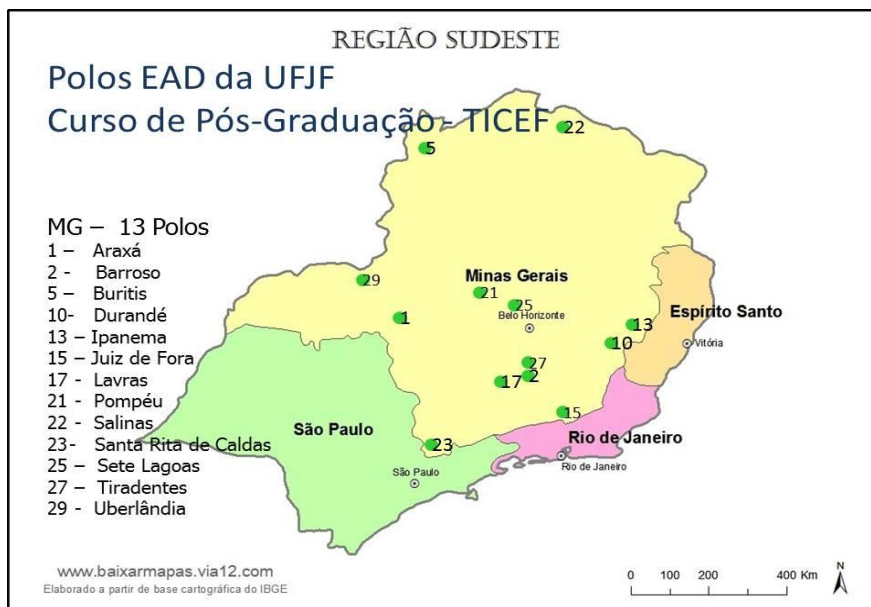 REGIÃO SUDESTE
Polos EAD da UFJF
Curso de Pós-Graduação - TICEF
22
5
MG – 13 Polos
1 – Araxá
2 - Barroso
5 – Buritis
10- Durandé
13 – Ipanema
15 – Juiz de Fora
17 - Lavras
21 - Pompéu
22 - Salinas
23- Santa Rita de Caldas
25 – Sete Lagoas
27 – Tiradentes
29 - Uberlândia
29
Minas Gerais
21
25
Belo Horizonte
1
13
Espírito Santo
10
Vitória
27
17
2
15
São Paulo
23
Rio de Janeiro
São Paulo
Rio de Janeiro
www.baixarmapas.via12.com
Elaborado a partir de base cartográfica do IBGE
0 100 200 400 Km
N